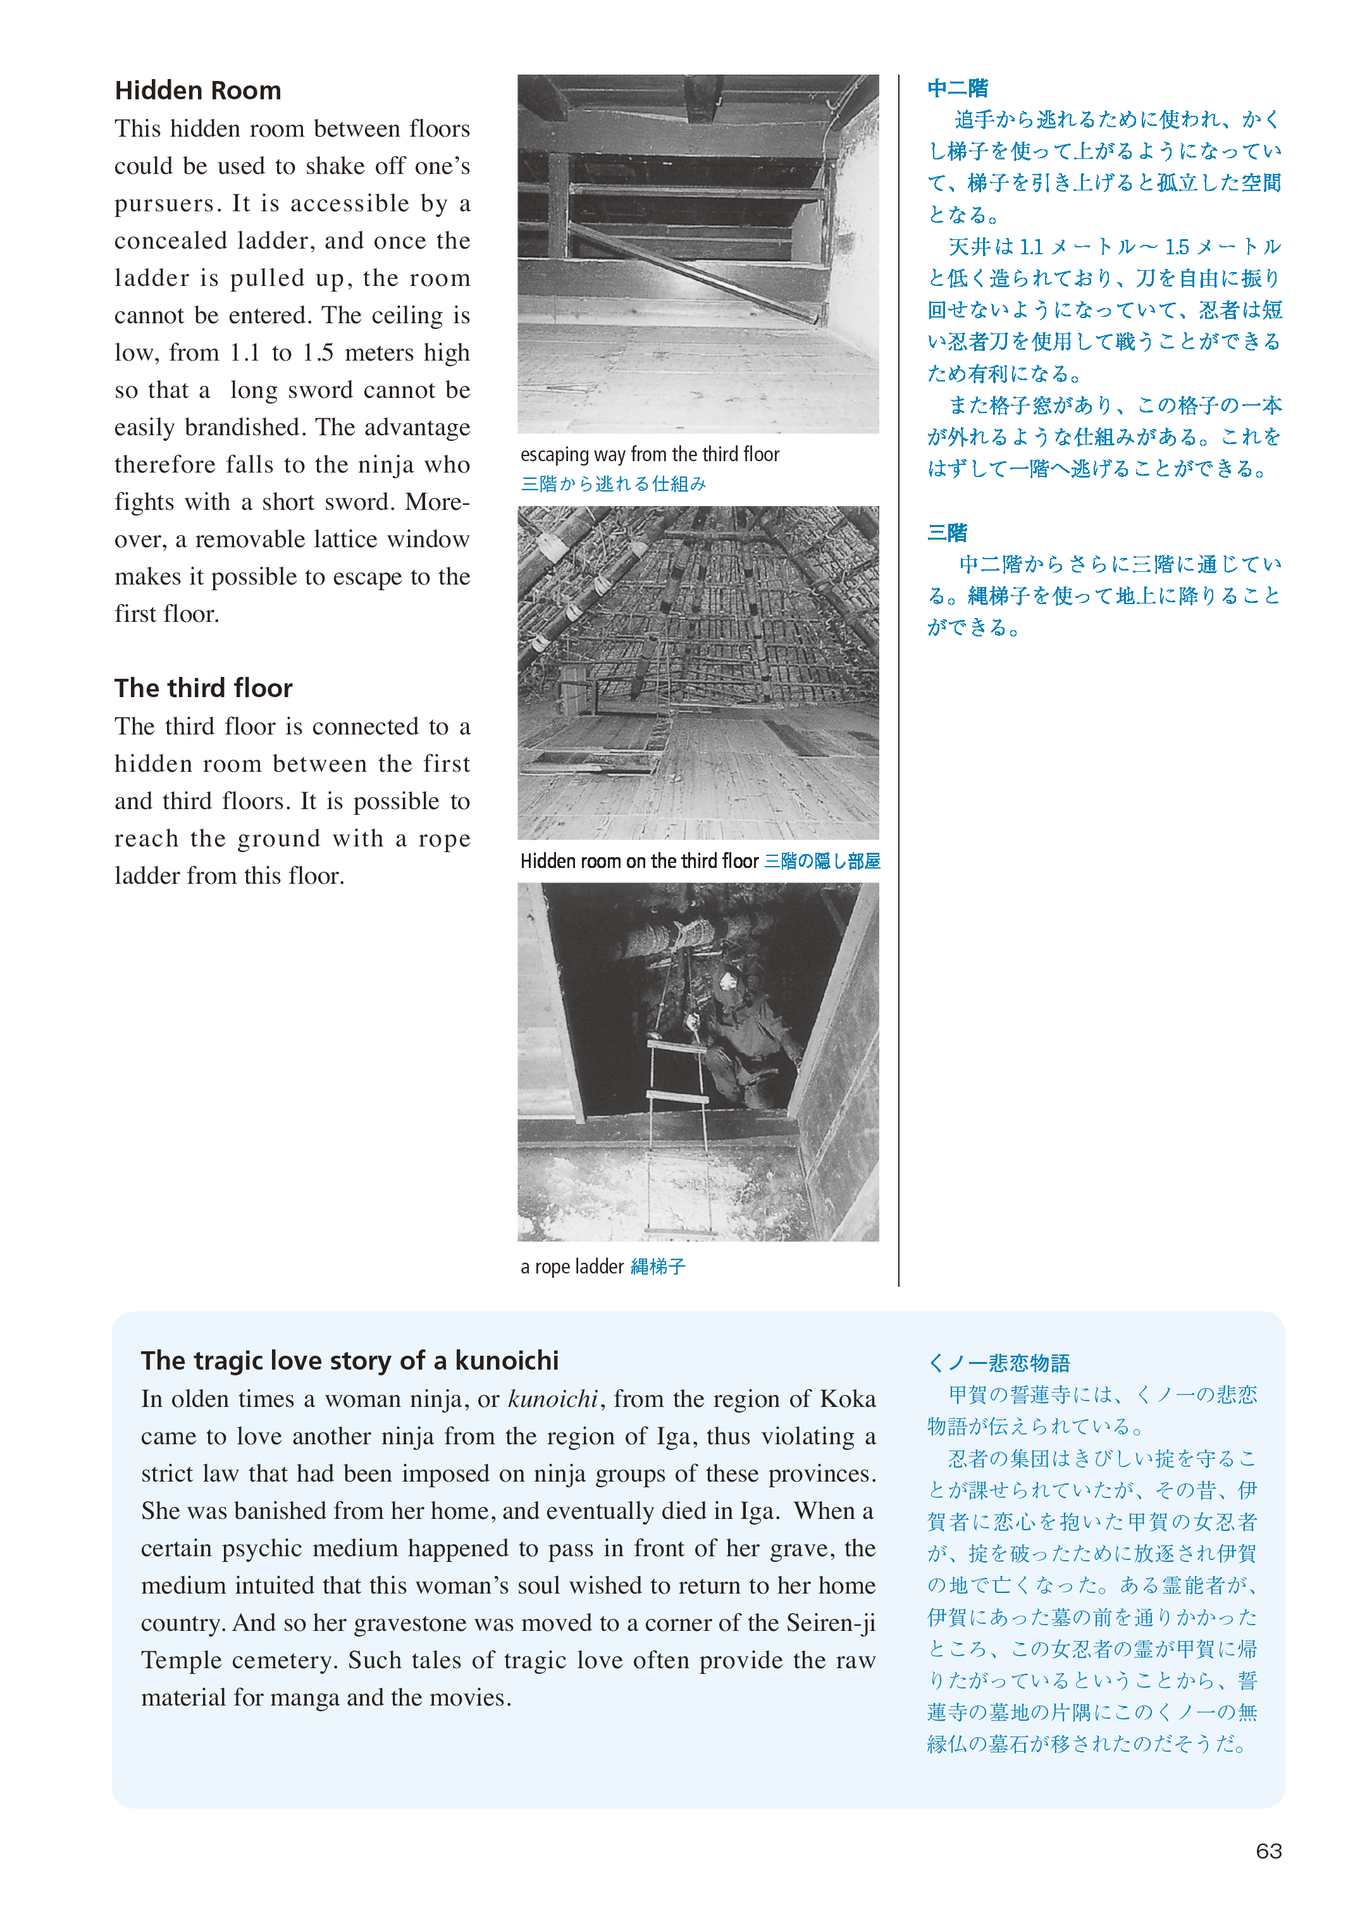 Hidden Room
This hidden room between floors
could be used to shake off one’s
pursuers. It is accessible by a
concealed ladder, and once the
ladder is pulled up, the room
cannot be entered. The ceiling is
low, from 1.1 to 1.5 meters high
so that a long sword cannot be
easily brandished. The advantage
therefore falls to the ninja who
fights with a short sword. More-
over, a removable lattice window
makes it possible to escape to the
first floor.
The third floor
The third floor is connected to a
hidden room between the first
and third floors. It is possible to
reach the ground with a rope
ladder from this floor.
escaping way from the third floor
三階から逃れる仕組み
Hidden room on the third floor 三階の隠し部屋
a rope ladder 縄梯子
中二階
追手から逃れるために使われ、かく
し梯子を使って上がるようになってい
て、梯子を引き上げると孤立した空間
となる。
天井は 1.1 メートル〜 1.5 メートル
と低く造られており、刀を自由に振り
回せないようになっていて、忍者は短
い忍者刀を使用して戦うことができる
ため有利になる。
また格子窓があり、この格子の一本
が外れるような仕組みがある。これを
はずして一階へ逃げることができる。
三階
中二階からさらに三階に通じてい
る。縄梯子を使って地上に降りること
ができる。
The tragic love story of a kunoichi
In olden times a woman ninja, or kunoichi, from the region of Koka
came to love another ninja from the region of Iga, thus violating a
strict law that had been imposed on ninja groups of these provinces.
She was banished from her home, and eventually died in Iga. When a
certain psychic medium happened to pass in front of her grave, the
medium intuited that this woman’s soul wished to return to her home
country. And so her gravestone was moved to a corner of the Seiren-ji
Temple cemetery. Such tales of tragic love often provide the raw
material for manga and the movies.
くノ一悲恋物語
甲賀の誓蓮寺には、くノ一の悲恋
物語が伝えられている。
忍者の集団はきびしい掟を守るこ
とが課せられていたが、その昔、伊
賀者に恋心を抱いた甲賀の女忍者
が、掟を破ったために放逐され伊賀
の地で亡くなった。ある霊能者が、
伊賀にあった墓の前を通りかかった
ところ、この女忍者の霊が甲賀に帰
りたがっているということから、誓
蓮寺の墓地の片隅にこのくノ一の無
縁仏の墓石が移されたのだそうだ。
63